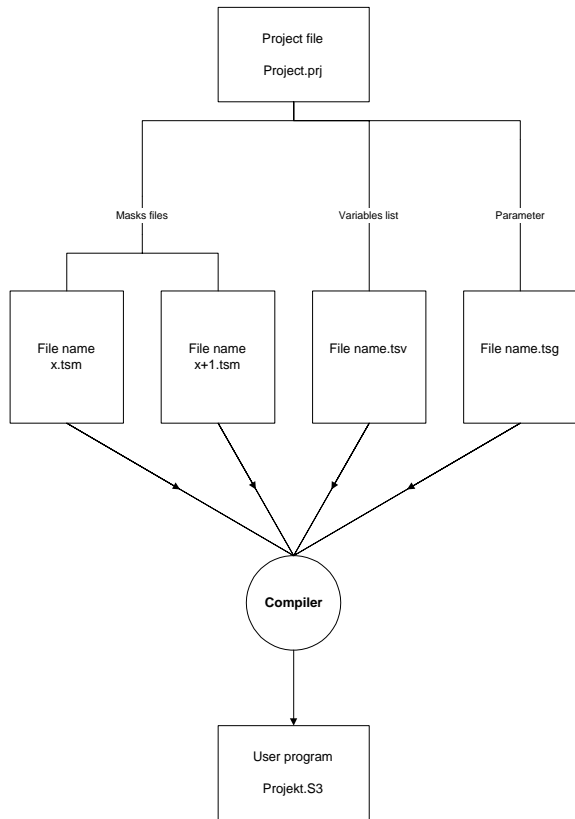 Project file
Project.prj
Masks files
Variables list
Parameter
File name
x.tsm
File name
x+1.tsm
File name.tsv
File name.tsg
Compiler
User program
Projekt.S3